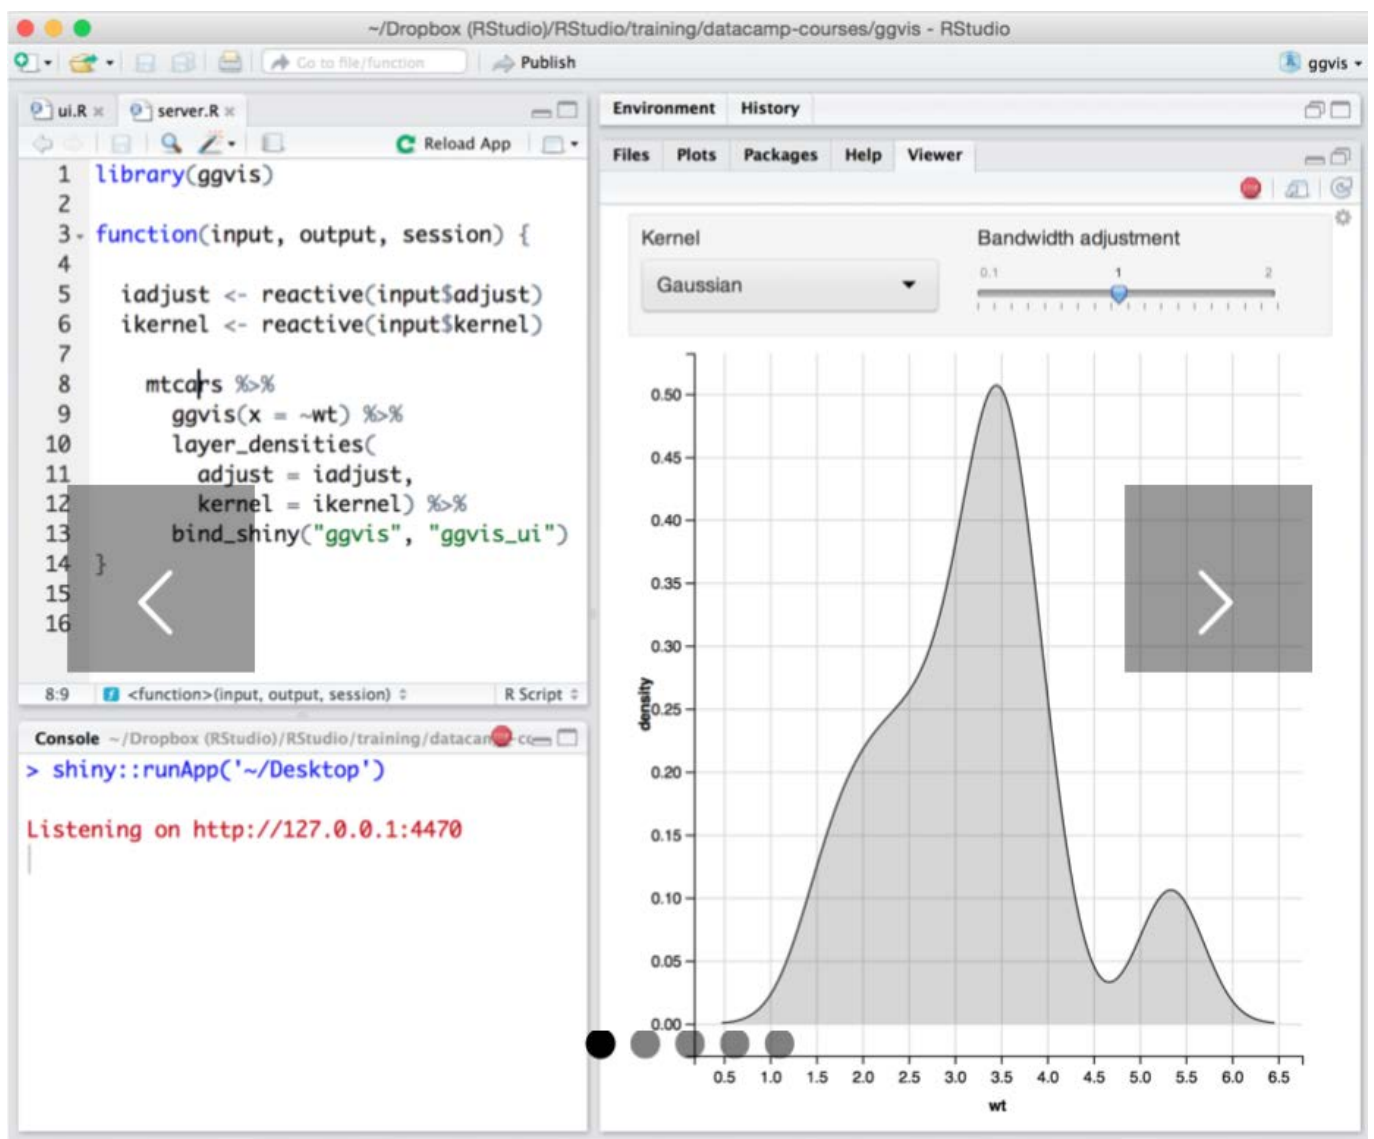 ~/Dropbox (RStudio)/RStudio/training/datacamp-courses/ggvis - RStudio
Go to file/function
Publish
ggvis
ui.R
server.R
Reload App
1 library(ggvis)
2
3 function(input, output, session) {
4
5 iadjust <- reactive(input$adjust)
6 ikernel <- reactive(input$kernel)
7
8 mtcars %>%
9 ggvis(x = ~wt) %>%
10 layer_densities(
11 adjust = iadjust,
12 kernel = ikernel) %>%
13 bind_shiny("ggvis", "ggvis_ui")
14 }
15
16
8:9 <function>(input, output, session) R Script
Console ~/Dropbox (RStudio)/RStudio/training/datacamp-co
> shiny::runApp('~/Desktop')
Listening on http://127.0.0.1:4470
Environment History
Files Plots Packages Help Viewer
Kernel
Gaussian
Bandwidth adjustment
0.1 1 2
0.50
0.45
0.40
0.35
0.30
density
0.25
0.20
0.15
0.10
0.05
0.00
0.5 1.0 1.5 2.0 2.5 3.0 3.5 4.0 4.5 5.0 5.5 6.0 6.5
wt